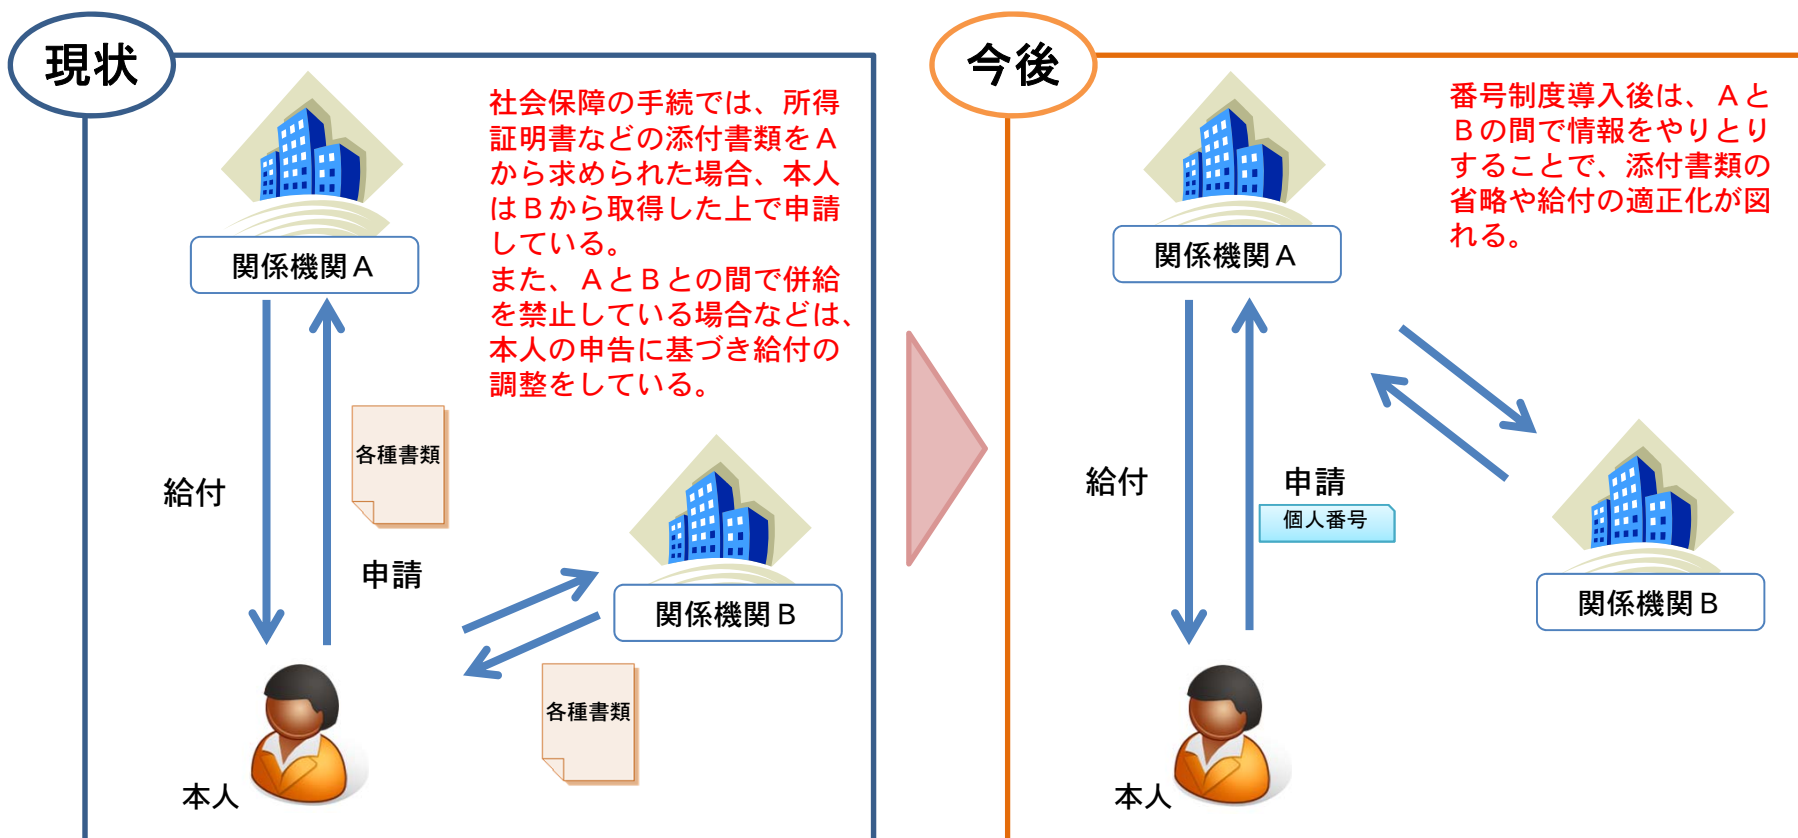 現状
社会保障の手続では、所得
証明書などの添付書類をＡ
から求められた場合、本人
はＢから取得した上で申請
している。
また、ＡとＢとの間で併給
を禁止している場合などは、
本人の申告に基づき給付の
調整をしている。
関係機関Ａ
各種書類
給付
申請
関係機関Ｂ
各種書類
本人
今後
番号制度導入後は、Ａと
Ｂの間で情報をやりとり
することで、添付書類の
省略や給付の適正化が図
れる。
関係機関Ａ
給付
申請
個人番号
関係機関Ｂ
本人